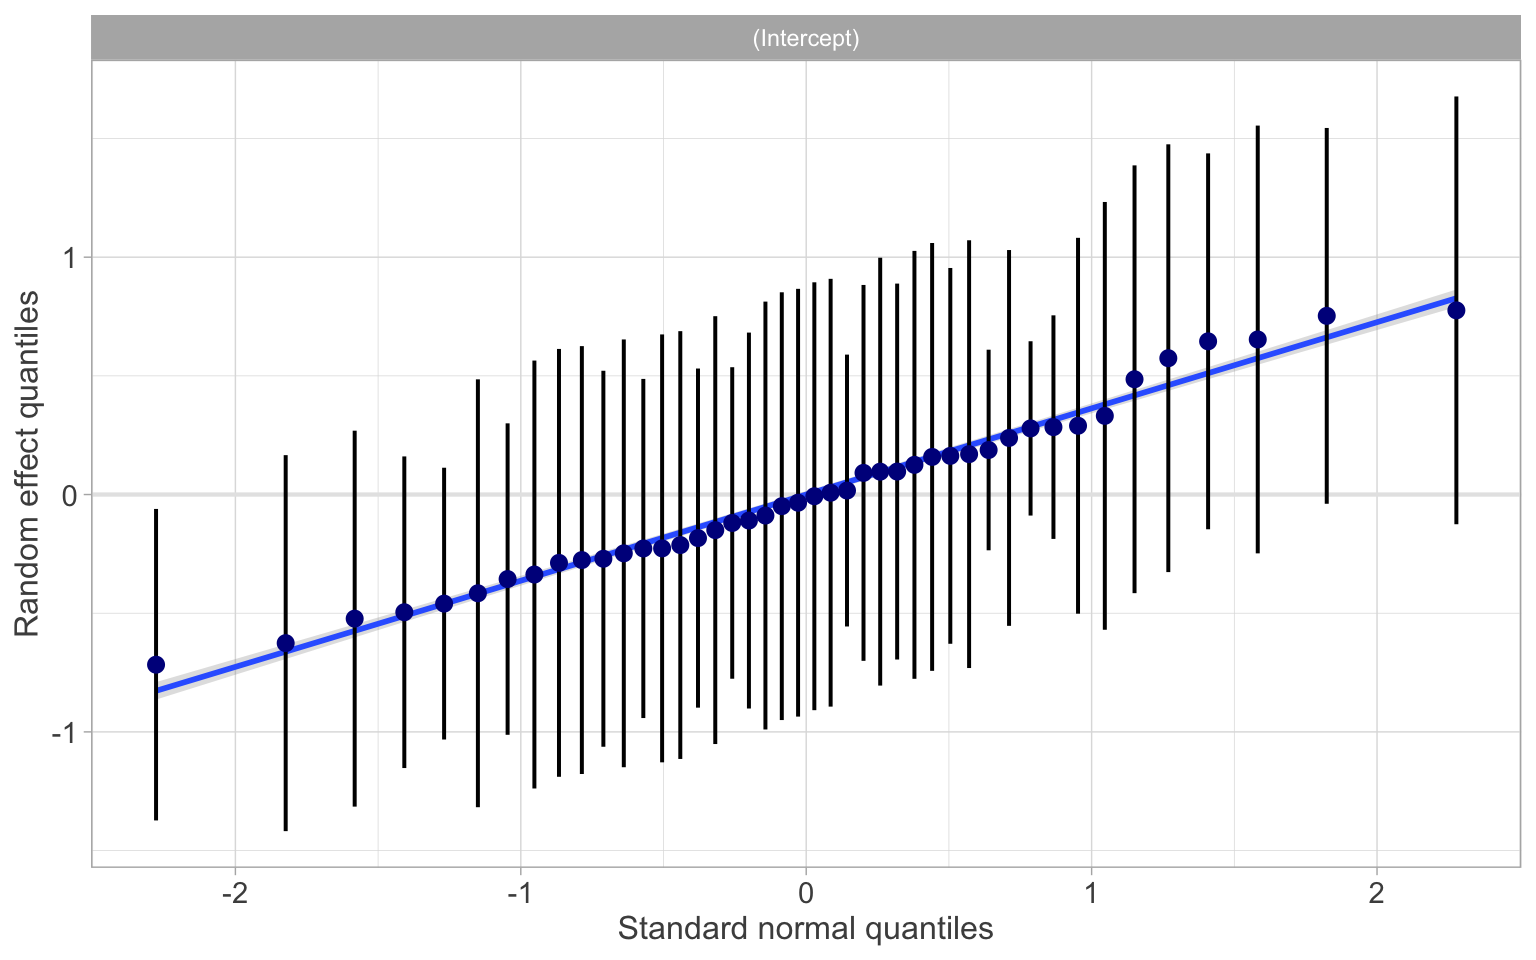 (Intercept)
Random effect quantiles
1
0
-1
-2
-1
0
1
2
Standard normal quantiles